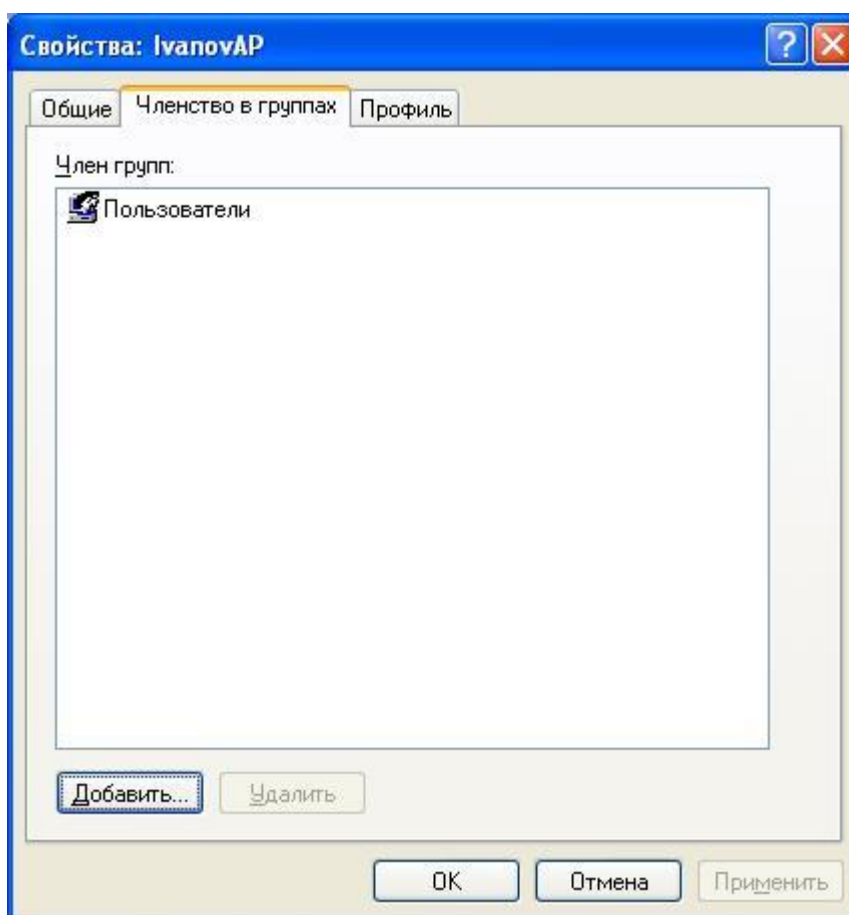 Свойства: IvanovAP
Общие Членство в группах Профиль
Член групп:
Пользователи
Добавить... Удалить
OK Отмена Применить